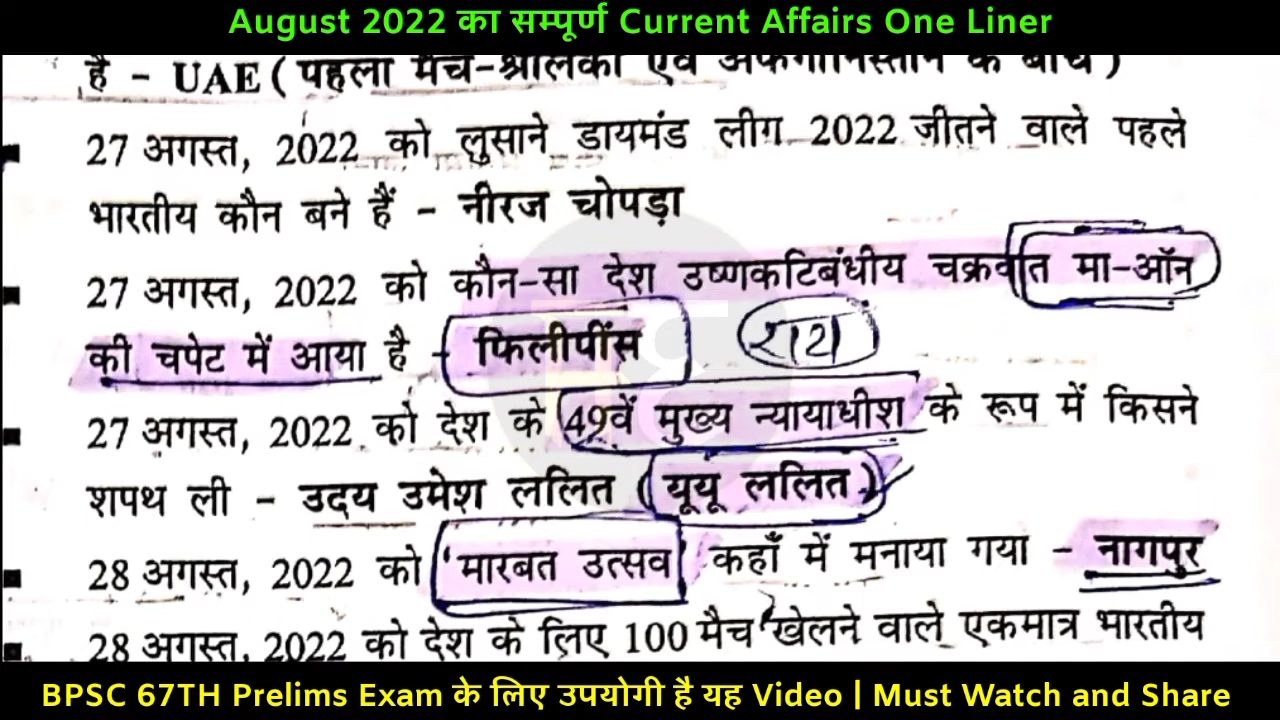 August 2022 का सम्पूर्ण Current Affairs One Liner
है - UAE (पहला मैच-श्रीलंका एवं अफगानिस्तान के बीच)
27 अगस्त, 2022 को लुसाने डायमंड लीग 2022 जीतने वाले पहले
भारतीय कौन बने हैं - नीरज चोपड़ा
27 अगस्त, 2022 को कौन-सा देश उष्णकटिबंधीय चक्रवात मा-ऑन
की चपेट में आया है - फिलीपींस
27 अगस्त, 2022 को देश के 49वें मुख्य न्यायाधीश के रूप में किसने
शपथ ली - उदय उमेश ललित (यूयू ललित)
28 अगस्त, 2022 को 'मारबत उत्सव' कहाँ में मनाया गया - नागपुर
28 अगस्त, 2022 को देश के लिए 100 मैच खेलने वाले एकमात्र भारतीय
BPSC 67TH Prelims Exam के लिए उपयोगी है यह Video | Must Watch and Share